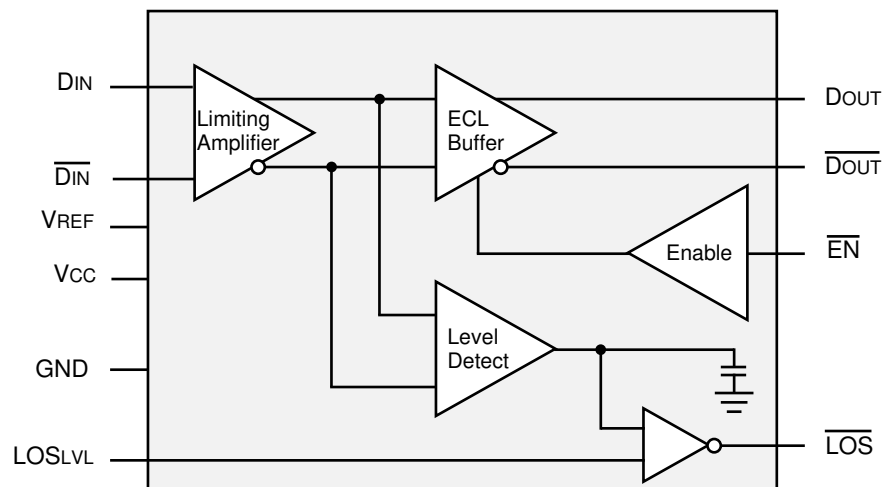 DIN
DIN
VREF
VCC
GND
LOSLVL
Limiting
Amplifier
ECL
Buffer
Enable
Level
Detect
DOUT
DOUT
EN
LOS